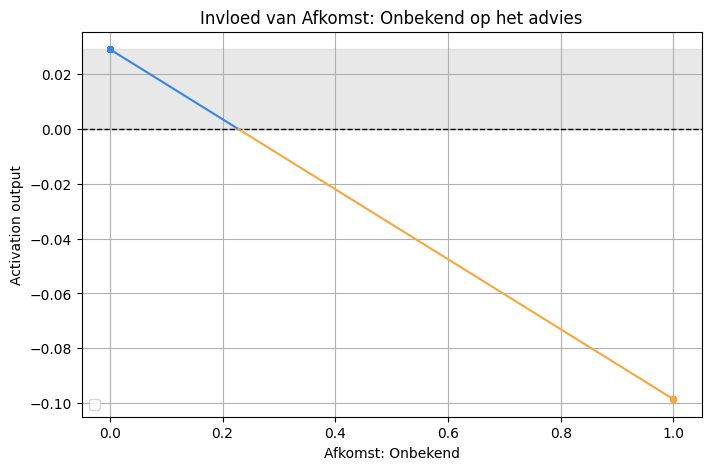 Invloed van Afkomst: Onbekend op het advies
Activation output
0.02
0.00
−0.02
−0.04
−0.06
−0.08
−0.10
0.0 0.2 0.4 0.6 0.8 1.0
Afkomst: Onbekend